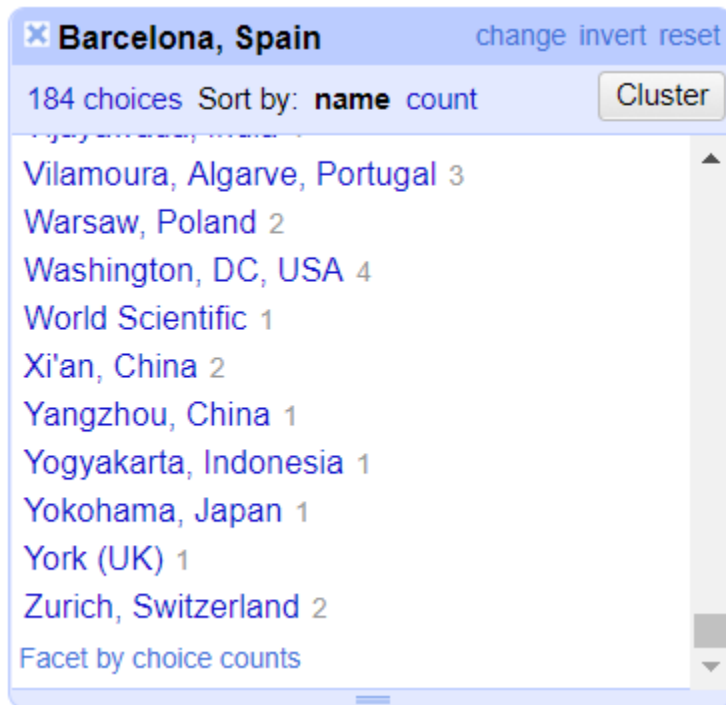 Barcelona, Spain change invert reset
184 choices Sort by: name count Cluster
Vilamoura, Algarve, Portugal 3
Warsaw, Poland 2
Washington, DC, USA 4
World Scientific 1
Xi'an, China 2
Yangzhou, China 1
Yogyakarta, Indonesia 1
Yokohama, Japan 1
York (UK) 1
Zurich, Switzerland 2
Facet by choice counts